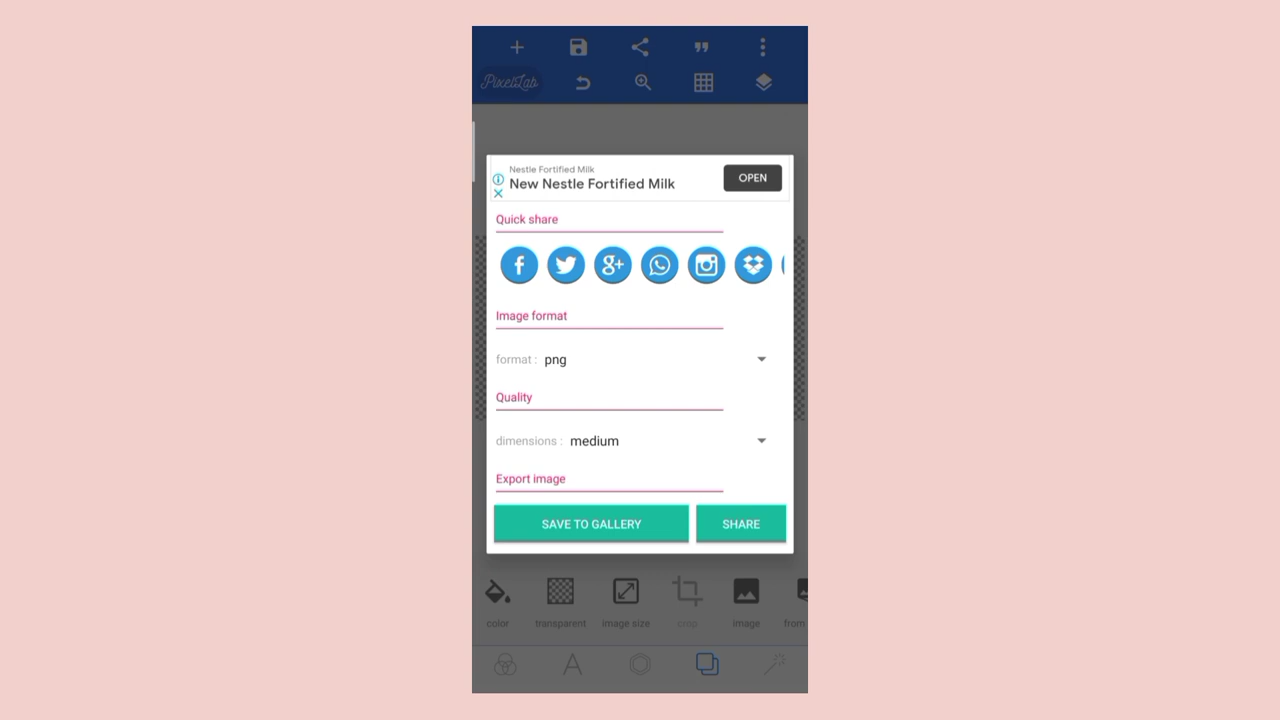 PixelLab
Nestle Fortified Milk
New Nestle Fortified Milk
OPEN
Quick share
Image format
format : png
Quality
dimensions : medium
Export image
SAVE TO GALLERY
SHARE
color
transparent
image size
crop
image
from